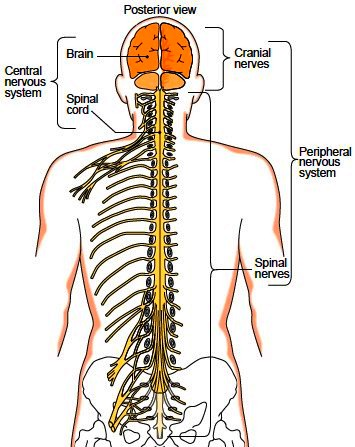 Posterior view
Brain
Cranial
nerves
Central
nervous
system
Spinal
cord
Peripheral
nervous
system
Spinal
nerves